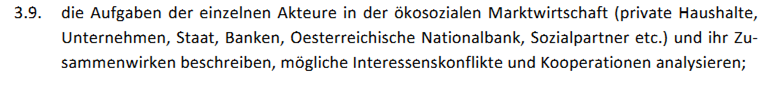 3.9. die Aufgaben der einzelnen Akteure in der ökosozialen Marktwirtschaft (private Haushalte,
Unternehmen, Staat, Banken, Oesterreichische Nationalbank, Sozialpartner etc.) und ihr Zu-
sammenwirken beschreiben, mögliche Interessenskonflikte und Kooperationen analysieren;